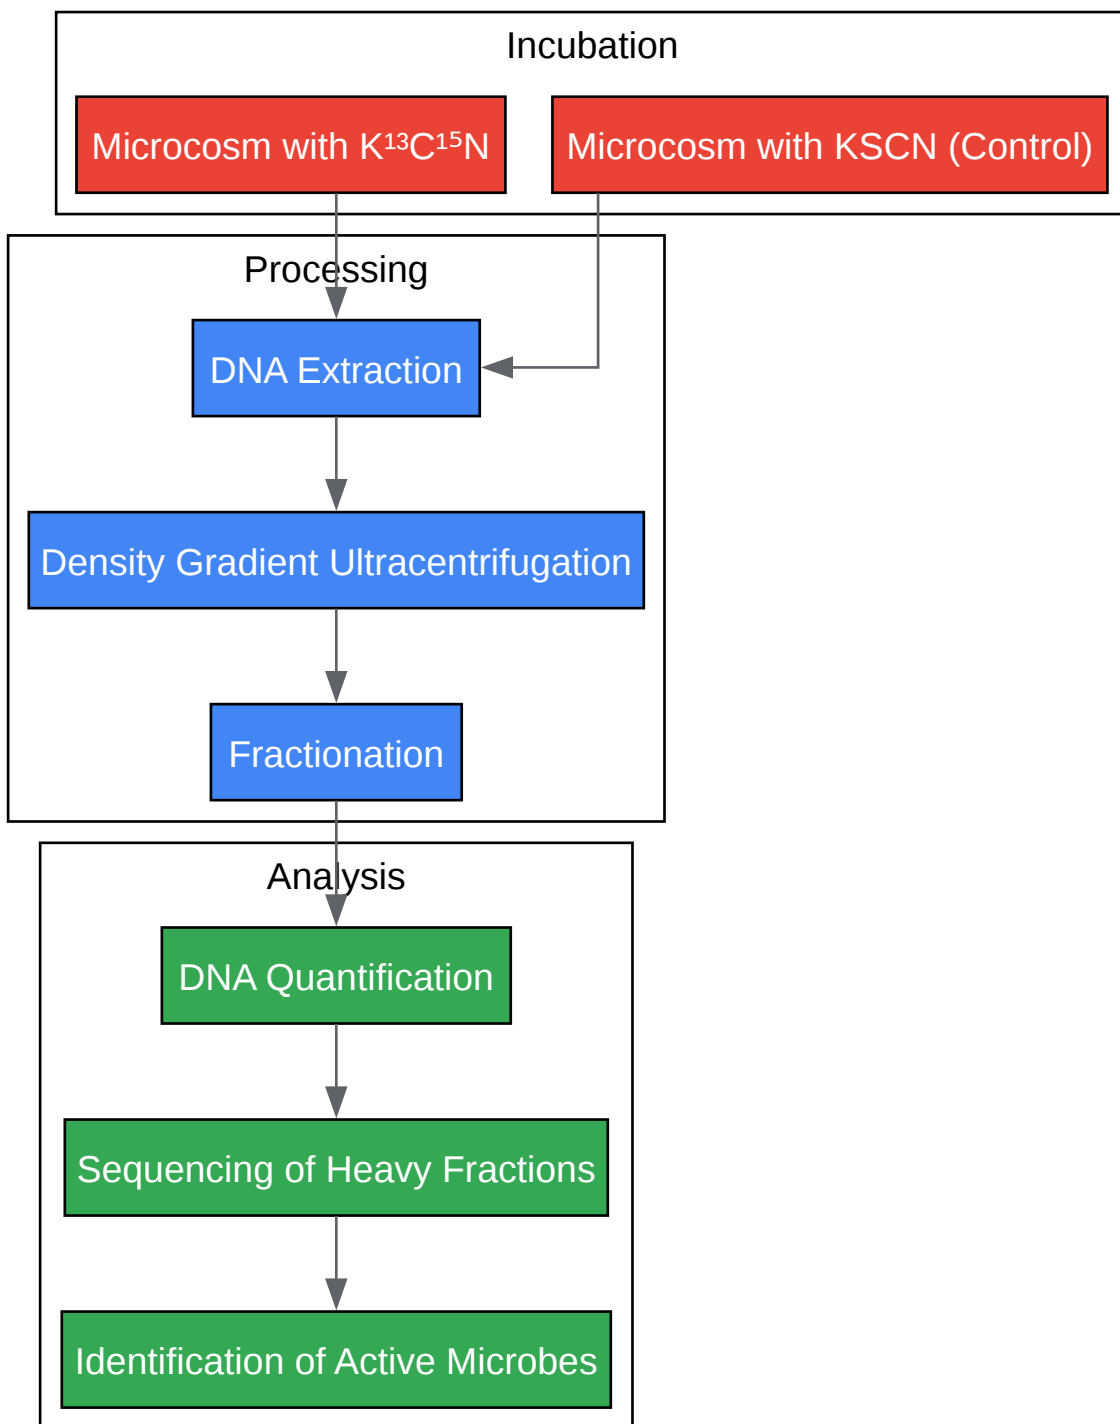 Incubation
Microcosm with K¹³C¹⁵N
Microcosm with KSCN (Control)
Processing
DNA Extraction
Density Gradient Ultracentrifugation
Fractionation
Analysis
DNA Quantification
Sequencing of Heavy Fractions
Identification of Active Microbes